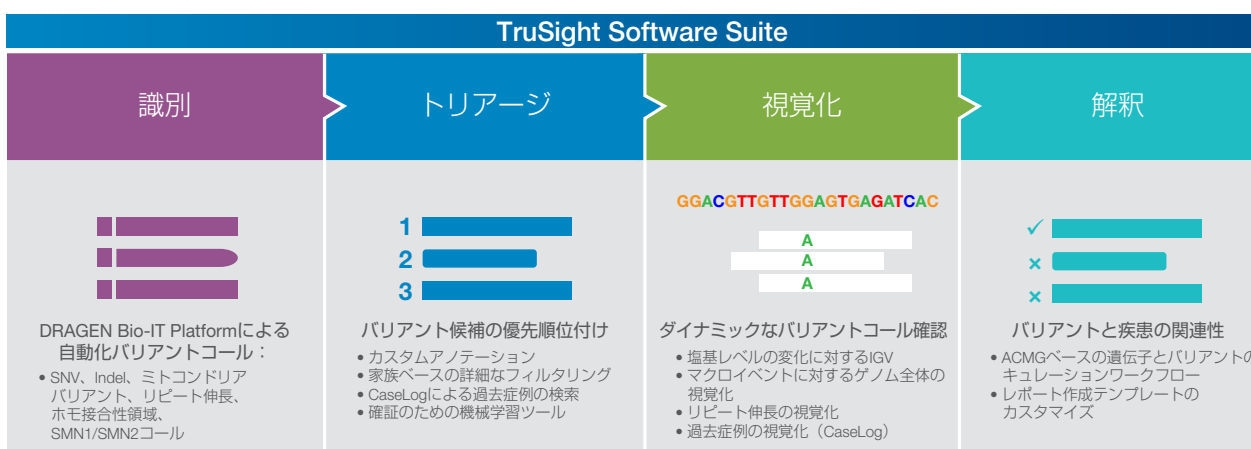 TruSight Software Suite
識別
トリアージ
視覚化
解釈
DRAGEN Bio-IT Platformによる
自動化バリアントコール：
• SNV、Indel、ミトコンドリア
バリアント、リピート伸長、
ホモ接合性領域、
SMN1/SMN2コール
1
2
3
バリアント候補の優先順位付け
• カスタムアノテーション
• 家族ベースの詳細なフィルタリング
• CaseLogによる過去症例の検索
• 確証のための機械学習ツール
GGACGTTGTTGGAGTGAGATCAC
A
A
A
ダイナミックなバリアントコール確認
• 塩基レベルの変化に対するIGV
• マクロイベントに対するゲノム全体の
視覚化
• リピート伸長の視覚化
• 過去症例の視覚化（CaseLog）
バリアントと疾患の関連性
• ACMGベースの遺伝子とバリアントの
キュレーションワークフロー
• レポート作成テンプレートの
カスタマイズ